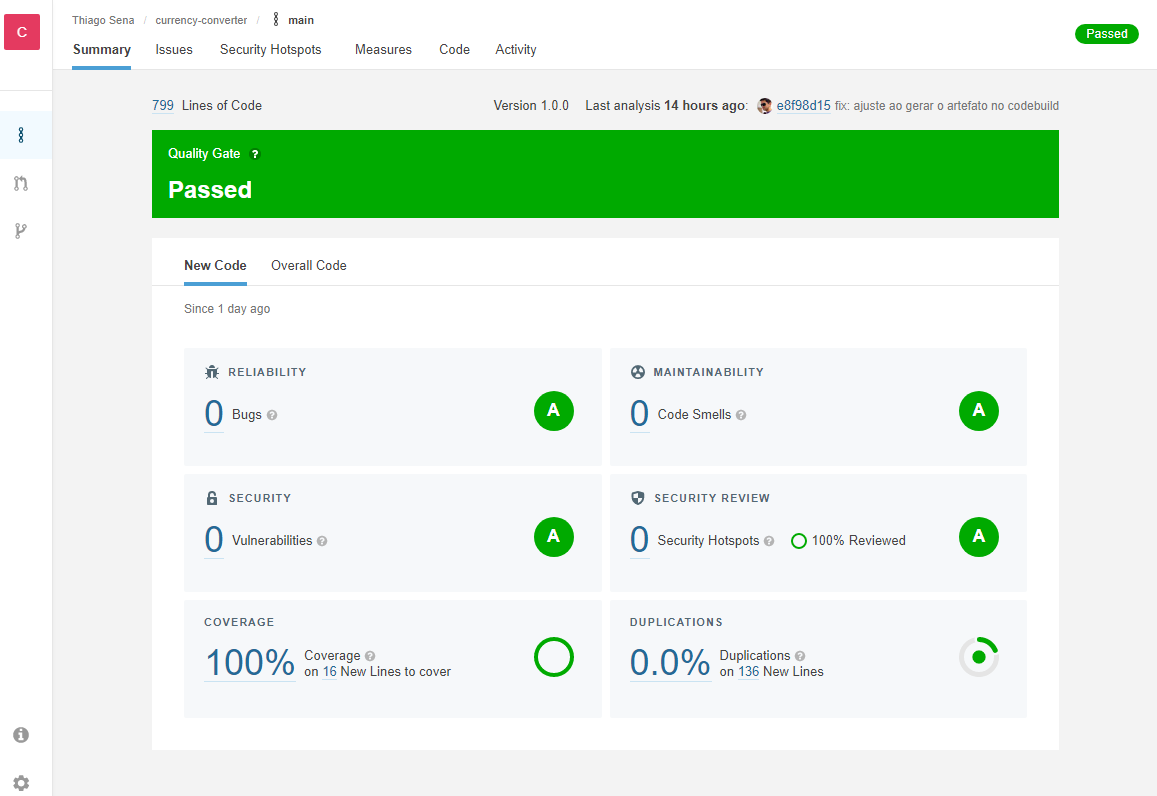 C
Thiago Sena / currency-converter / main
Passed
Summary Issues Security Hotspots Measures Code Activity
799 Lines of Code Version 1.0.0 Last analysis 14 hours ago: e8f98d15 fix: ajuste ao gerar o artefato no codebuild
Quality Gate ?
Passed
New Code Overall Code
Since 1 day ago
RELIABILITY
0 Bugs ? A
MAINTAINABILITY
0 Code Smells ? A
SECURITY
0 Vulnerabilities ? A
SECURITY REVIEW
0 Security Hotspots ? 100% Reviewed A
COVERAGE
100% Coverage ?
on 16 New Lines to cover
DUPLICATIONS
0.0% Duplications ?
on 136 New Lines